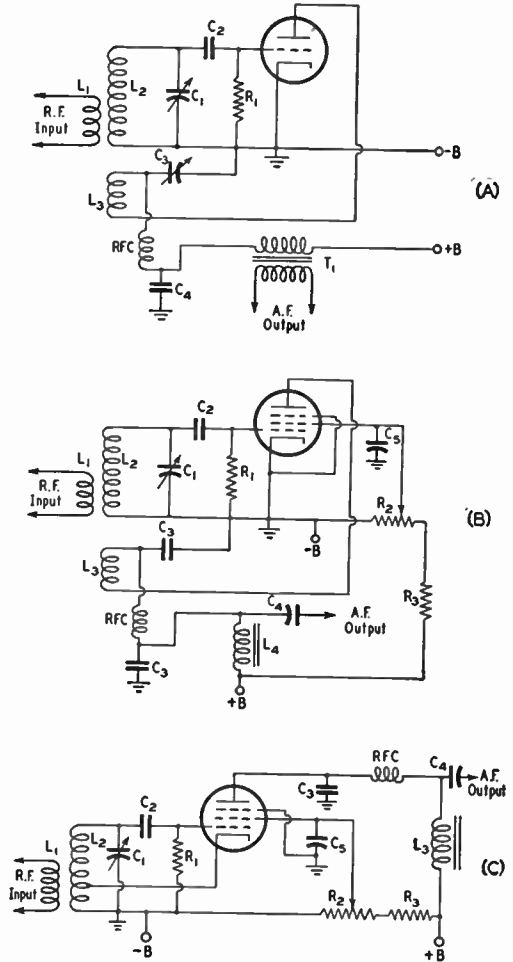 C2
L1
L2
R.F.
Input
C1
R1
-B
C3
(A)
L3
RFC
+B
C4
T1
A.F.
Output
C2
C5
L1
L2
R.F.
Input
C1
R1
R2
(B)
-B
C3
L3
R3
RFC
C4
A.F.
Output
L4
C3
+B
RFC
C4
A.F.
Output
C3
C2
L1
L2
C1
R1
C5
L3
(C)
R.F.
Input
R2
R3
-B
+B